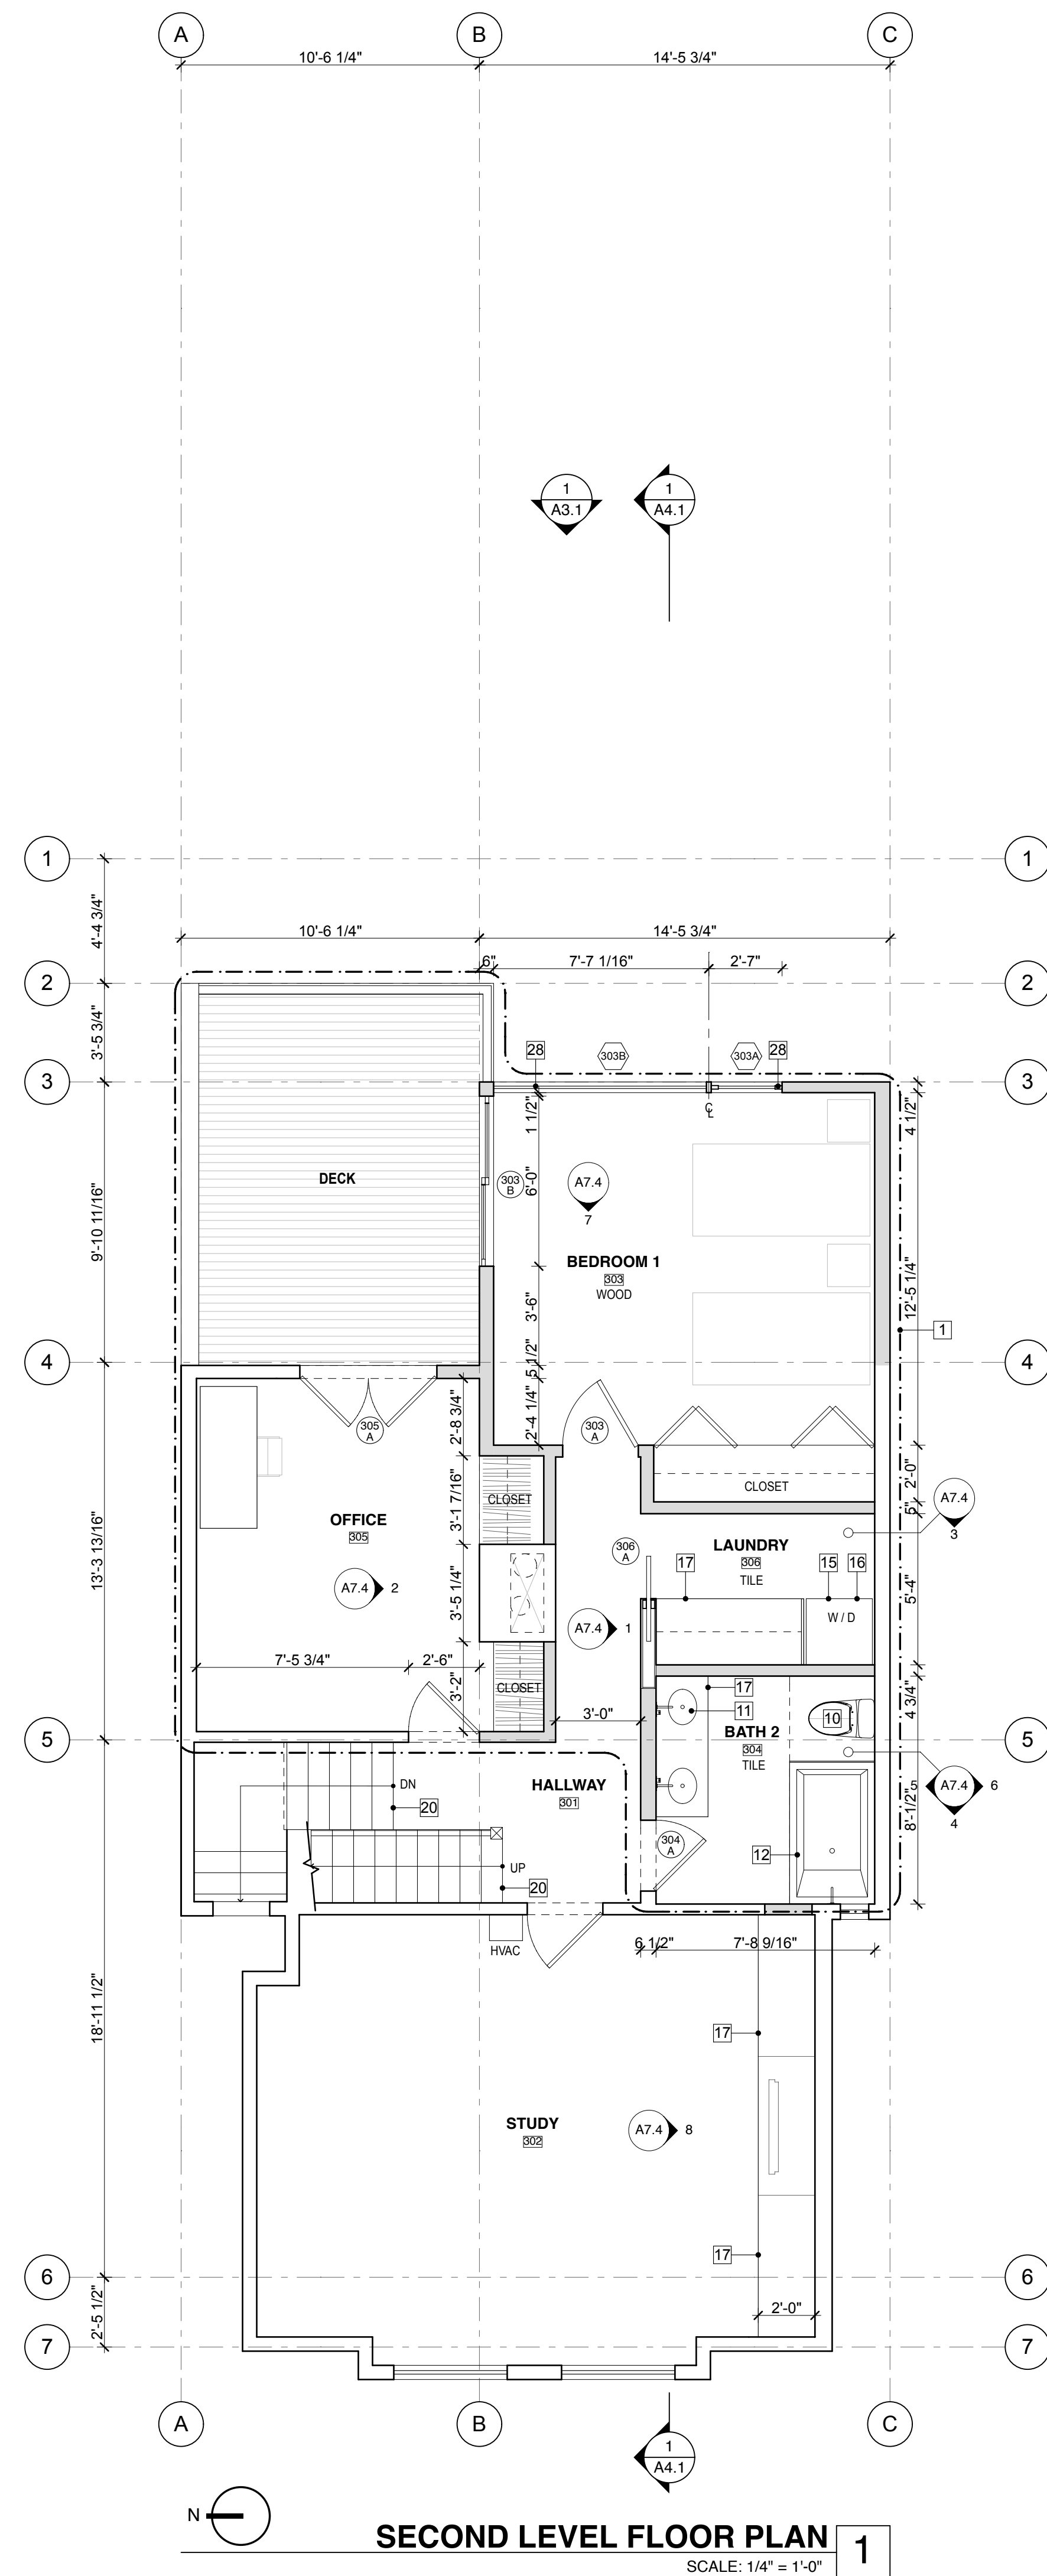 A
B
C
10'-6 1/4"
14'-5 3/4"
1
A3.1
1
A4.1
1
1
4'-4 3/4"
10'-6 1/4"
14'-5 3/4"
6"
7'-7 1/16"
2'-7"
2
2
3'-5 3/4"
28
303B
303A
28
3
3
CL
1 1/2"
4 1/2"
DECK
303
B
6'-0"
A7.4
7
9'-10 11/16"
BEDROOM 1
303
WOOD
3'-6"
12'-5 1/4"
1
4
4
5 1/2"
2'-4 1/4"
305
A
2'-8 3/4"
303
A
CLOSET
2'-0"
CLOSET
3'-1 7/16"
5"
A7.4
3
OFFICE
305
306
A
LAUNDRY
306
TILE
13'-3 13/16"
A7.4
2
3'-5 1/4"
17
15
16
5'-4"
W / D
A7.4
1
7'-5 3/4"
2'-6"
3'-2"
CLOSET
17
11
10
4 3/4"
3'-0"
BATH 2
304
TILE
5
5
DN
20
HALLWAY
301
5
A7.4
6
4
8'-1/2"
304
A
12
UP
20
HVAC
6 1/2"
7'-8 9/16"
18'-11 1/2"
17
STUDY
302
A7.4
8
17
6
6
2'-5 1/2"
2'-0"
7
7
A
B
C
1
A4.1
N
SECOND LEVEL FLOOR PLAN
1
SCALE: 1/4" = 1'-0"